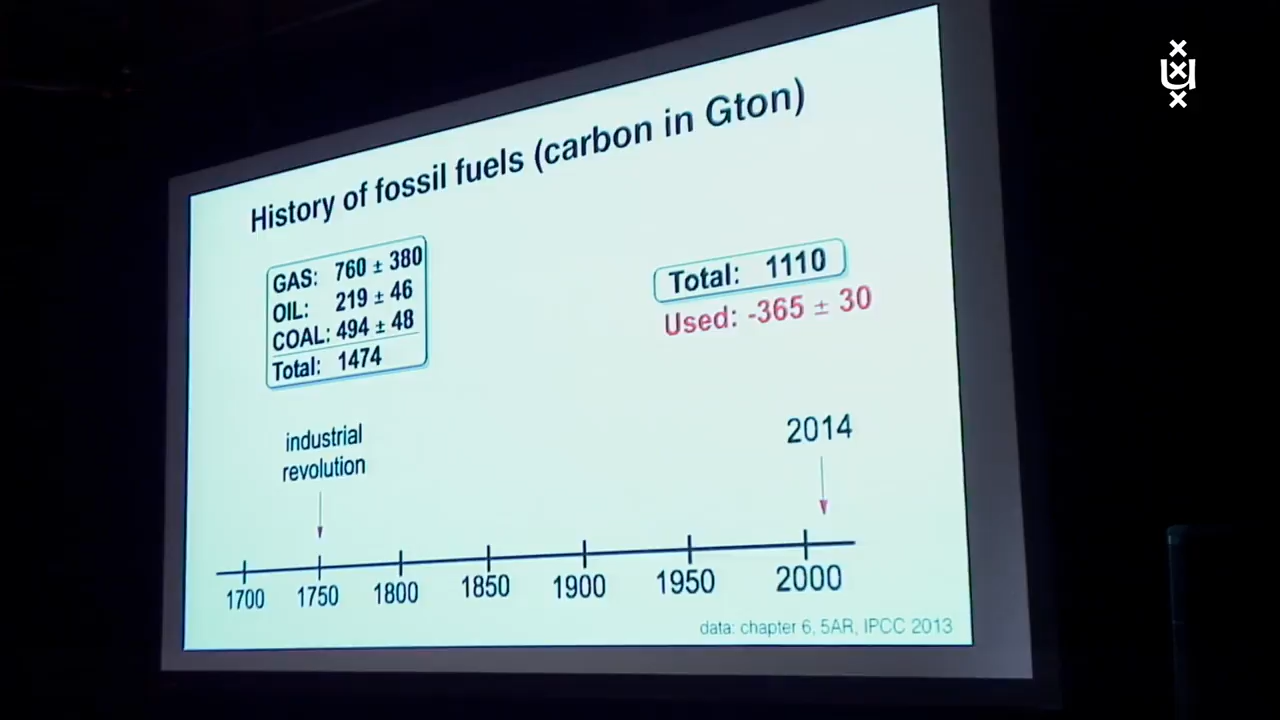 History of fossil fuels (carbon in Gton)
GAS: 760 ± 380
OIL: 219 ± 46
COAL: 494 ± 48
Total: 1474
Total: 1110
Used: -365 ± 30
industrial
revolution
2014
1700 1750 1800 1850 1900 1950 2000
data: chapter 6, 5AR, IPCC 2013